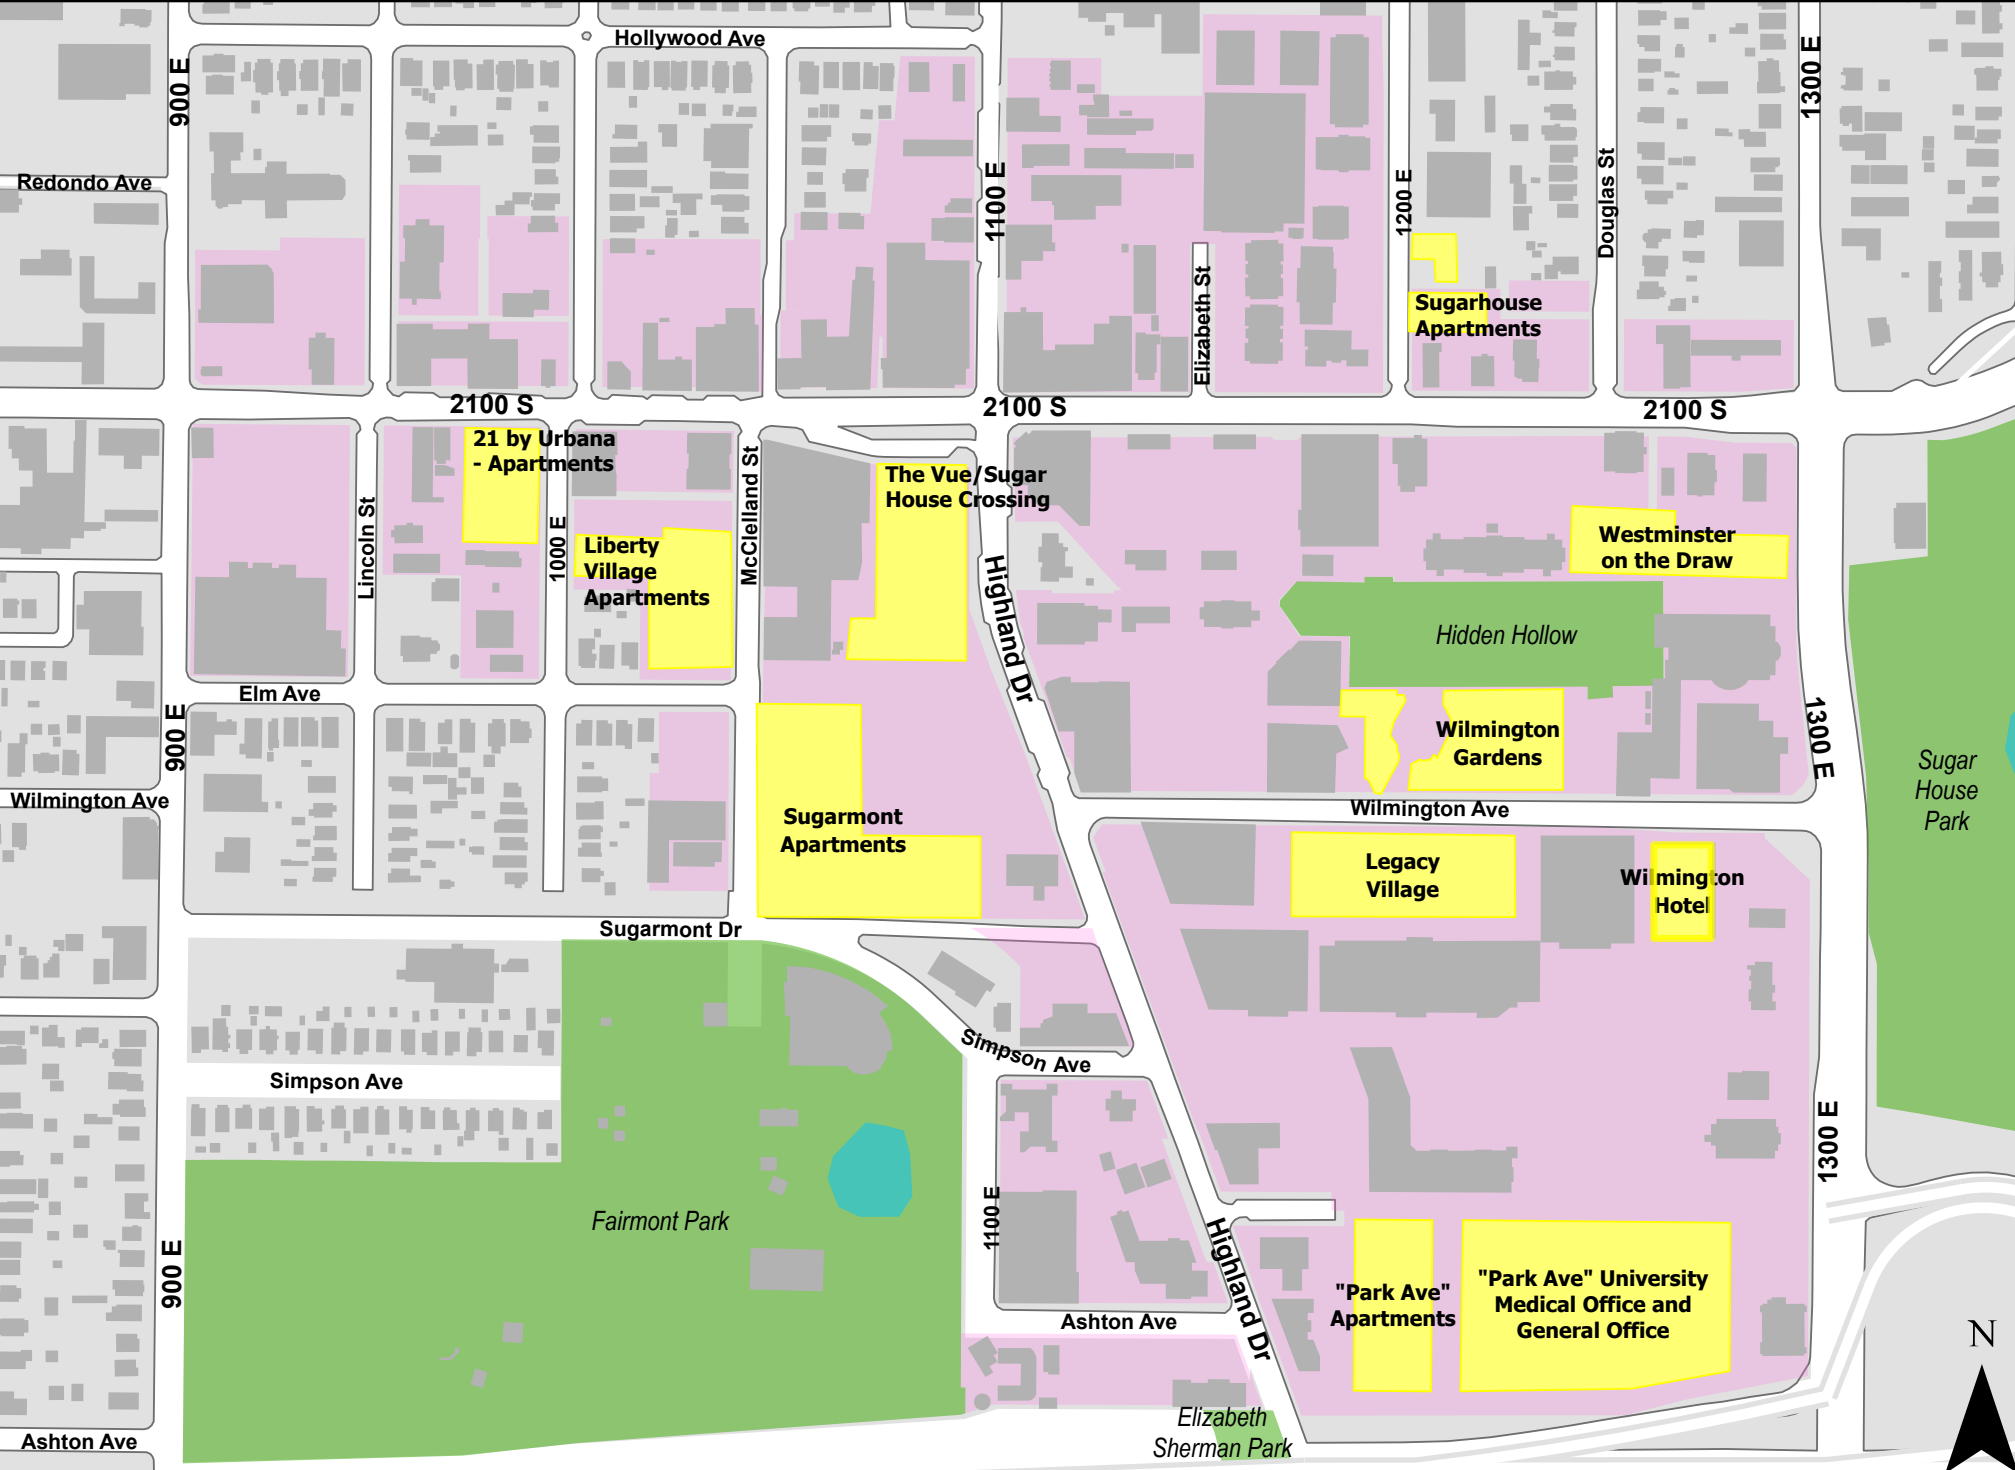 Hollywood Ave
900 E
1300 E
Redondo Ave
1100 E
1200 E
Douglas St
Elizabeth St
Sugarhouse
Apartments
2100 S
2100 S
2100 S
21 by Urbana
- Apartments
Lincoln St
1000 E
McClelland St
The Vue/Sugar
House Crossing
Liberty
Village
Apartments
Highland Dr
Westminster
on the Draw
Hidden Hollow
Elm Ave
900 E
Wilmington
Gardens
1300 E
Sugar
House
Park
Wilmington Ave
Wilmington Ave
Sugarmont
Apartments
Legacy
Village
Wilmington
Hotel
Sugarmont Dr
Simpson Ave
Simpson Ave
1300 E
Fairmont Park
1100 E
900 E
Highland Dr
"Park Ave"
Apartments
"Park Ave" University
Medical Office and
General Office
Ashton Ave
N
Elizabeth
Sherman Park
Ashton Ave